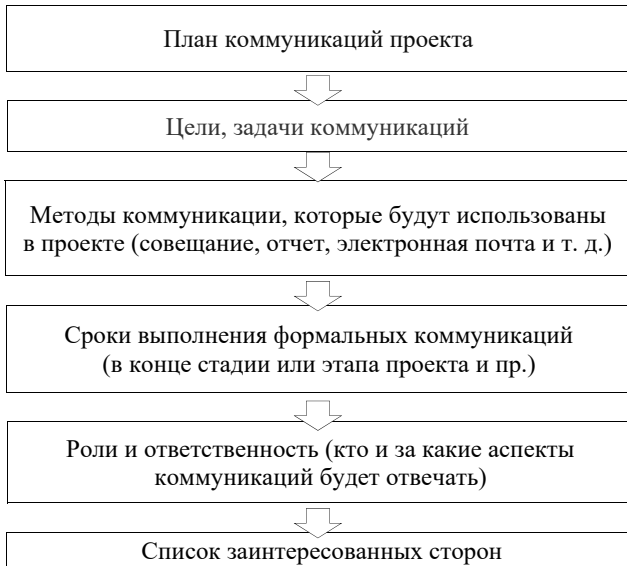 План коммуникаций проекта
Цели, задачи коммуникаций
Методы коммуникации, которые будут использованы
в проекте (совещание, отчет, электронная почта и т. д.)
Сроки выполнения формальных коммуникаций
(в конце стадии или этапа проекта и пр.)
Роли и ответственность (кто и за какие аспекты
коммуникаций будет отвечать)
Список заинтересованных сторон